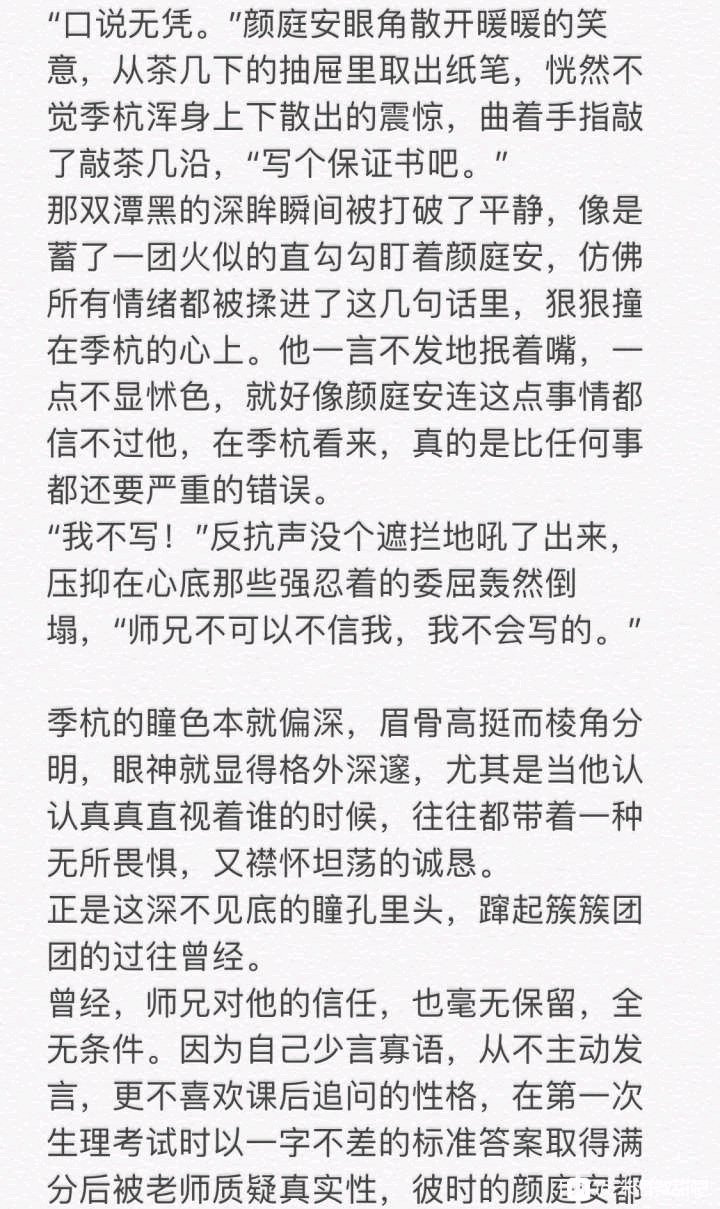 “口说无凭。”颜庭安眼角散开暖暖的笑
意，从茶几下的抽屉里取出纸笔，恍然不
觉季杭浑身上下散出的震惊，曲着手指敲
了敲茶几沿，“写个保证书吧。”
那双潭黑的深眸瞬间被打破了平静，像是
蓄了一团火似的直勾勾盯着颜庭安，仿佛
所有情绪都被揉进了这几句话里，狠狠撞
在季杭的心上。他一言不发地抿着嘴，一
点不显怵色，就好像颜庭安连这点事情都
信不过他，在季杭看来，真的是比任何事
都还要严重的错误。
“我不写！”反抗声没个遮拦地吼了出来，
压抑在心底那些强忍着的委屈轰然倒
塌，“师兄不可以不信我，我不会写的。”
季杭的瞳色本就偏深，眉骨高挺而棱角分
明，眼神就显得格外深邃，尤其是当他认
认真真直视着谁的时候，往往都带着一种
无所畏惧，又襟怀坦荡的诚恳。
正是这深不见底的瞳孔里头，蹿起簇簇团
团的过往曾经。
曾经，师兄对他的信任，也毫无保留，全
无条件。因为自己少言寡语，从不主动发
言，更不喜欢课后追问的性格，在第一次
生理考试时以一字不差的标准答案取得满
分后被老师质疑真实性，彼时的颜庭安都